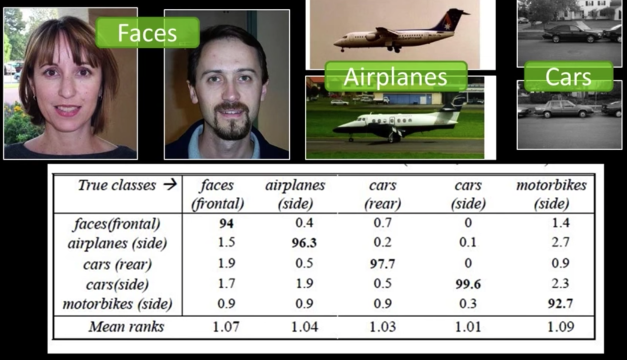 Faces
Airplanes
Cars
True classes → faces (frontal) airplanes (side) cars (rear) cars (side) motorbikes (side)
faces(frontal) 94 0.4 0.7 0 1.4
airplanes (side) 1.5 96.3 0.2 0.1 2.7
cars (rear) 1.9 0.5 97.7 0 0.9
cars(side) 1.7 1.9 0.5 99.6 2.3
motorbikes (side) 0.9 0.9 0.9 0.3 92.7
Mean ranks 1.07 1.04 1.03 1.01 1.09